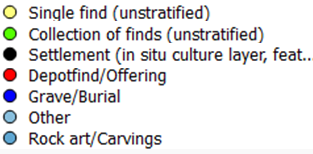 Single find (unstratified)
Collection of finds (unstratified)
Settlement (in situ culture layer, feat...
Depotfind/Offering
Grave/Burial
Other
Rock art/Carvings